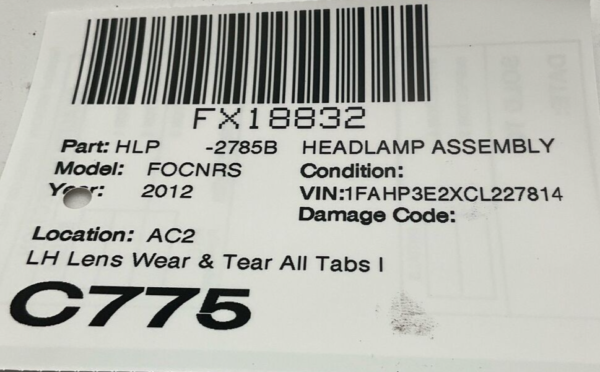 FX18832
Part: HLP -2785B HEADLAMP ASSEMBLY
Model: FOCNRS Condition:
Year: 2012 VIN:1FAHP3E2XCL227814
Damage Code:
Location: AC2
LH Lens Wear & Tear All Tabs I
C775